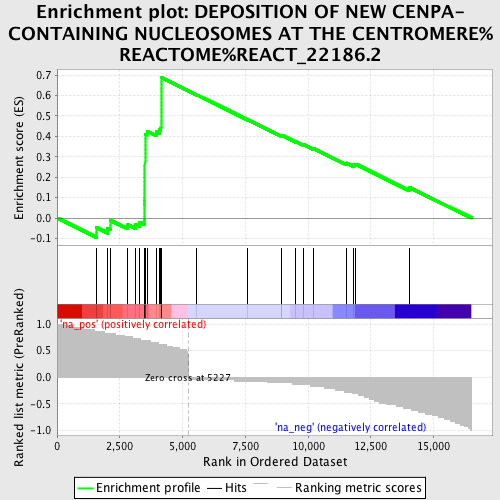 Enrichment plot: DEPOSITION OF NEW CENPA-
CONTAINING NUCLEOSOMES AT THE CENTROMERE%
REACTOME%REACT_22186.2
Enrichment score (ES)
0.7
0.6
0.5
0.4
0.3
0.2
0.1
0.0
-0.1
Ranked list metric (PreRanked)
1.0
0.5
0.0
-0.5
-1.0
'na_pos' (positively correlated)
Zero cross at 5227
'na_neg' (negatively correlated)
0
2,500
5,000
7,500
10,000
12,500
15,000
Rank in Ordered Dataset
Enrichment profile
Hits
Ranking metric scores